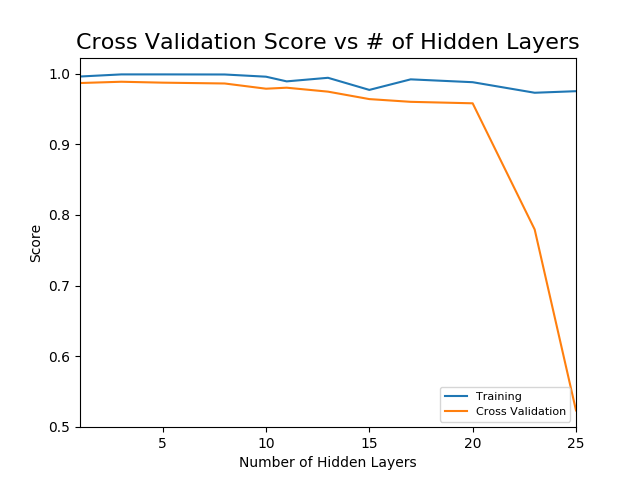 Cross Validation Score vs # of Hidden Layers
1.0
0.9
0.8
0.7
0.6
0.5
Score
Training
Cross Validation
5 10 15 20 25
Number of Hidden Layers